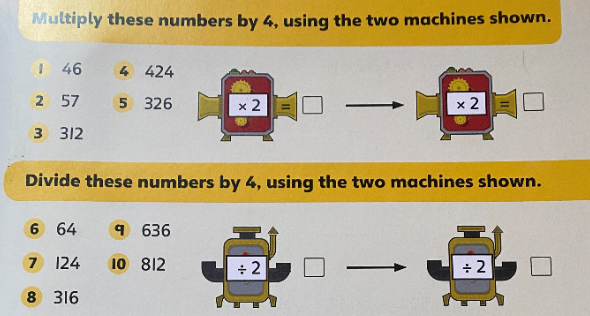 Multiply these numbers by 4, using the two machines shown.
1 46 4 424
2 57 5 326 × 2 = × 2 =
3 312
Divide these numbers by 4, using the two machines shown.
6 64 9 636
7 124 10 812 ÷ 2 ÷ 2
8 316